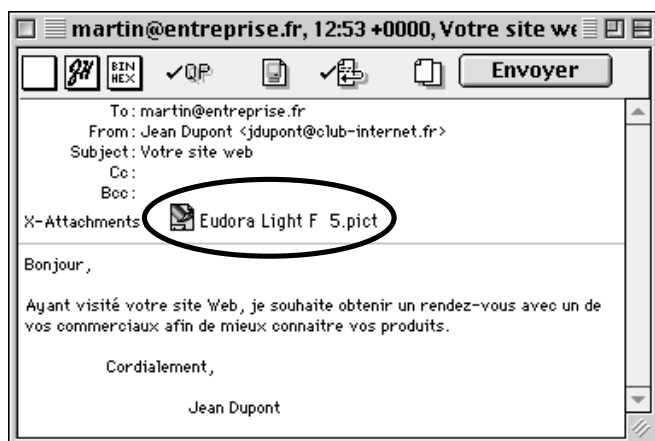 martin@entreprise.fr, 12:53 +0000, Votre site we
BIN HEX QP Envoyer
To: martin@entreprise.fr
From: Jean Dupont <jdupont@club-internet.fr>
Subject: Votre site web
Cc:
Bcc:
X-Attachments Eudora Light F 5.pict
Bonjour,
Ayant visité votre site Web, je souhaite obtenir un rendez-vous avec un de
vos commerciaux afin de mieux connaitre vos produits.
Cordialement,
Jean Dupont